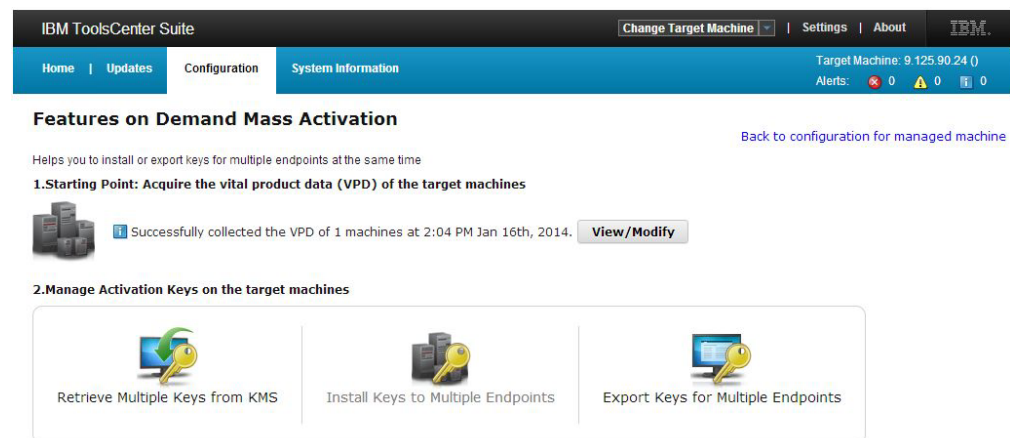 IBM ToolsCenter Suite
Change Target Machine | Settings | About IBM.
Home | Updates Configuration System Information
Target Machine: 9.125.90.24 ()
Alerts: 0 0 0
Features on Demand Mass Activation
Back to configuration for managed machine
Helps you to install or export keys for multiple endpoints at the same time
1.Starting Point: Acquire the vital product data (VPD) of the target machines
Successfully collected the VPD of 1 machines at 2:04 PM Jan 16th, 2014. View/Modify
2.Manage Activation Keys on the target machines
Retrieve Multiple Keys from KMS Install Keys to Multiple Endpoints Export Keys for Multiple Endpoints